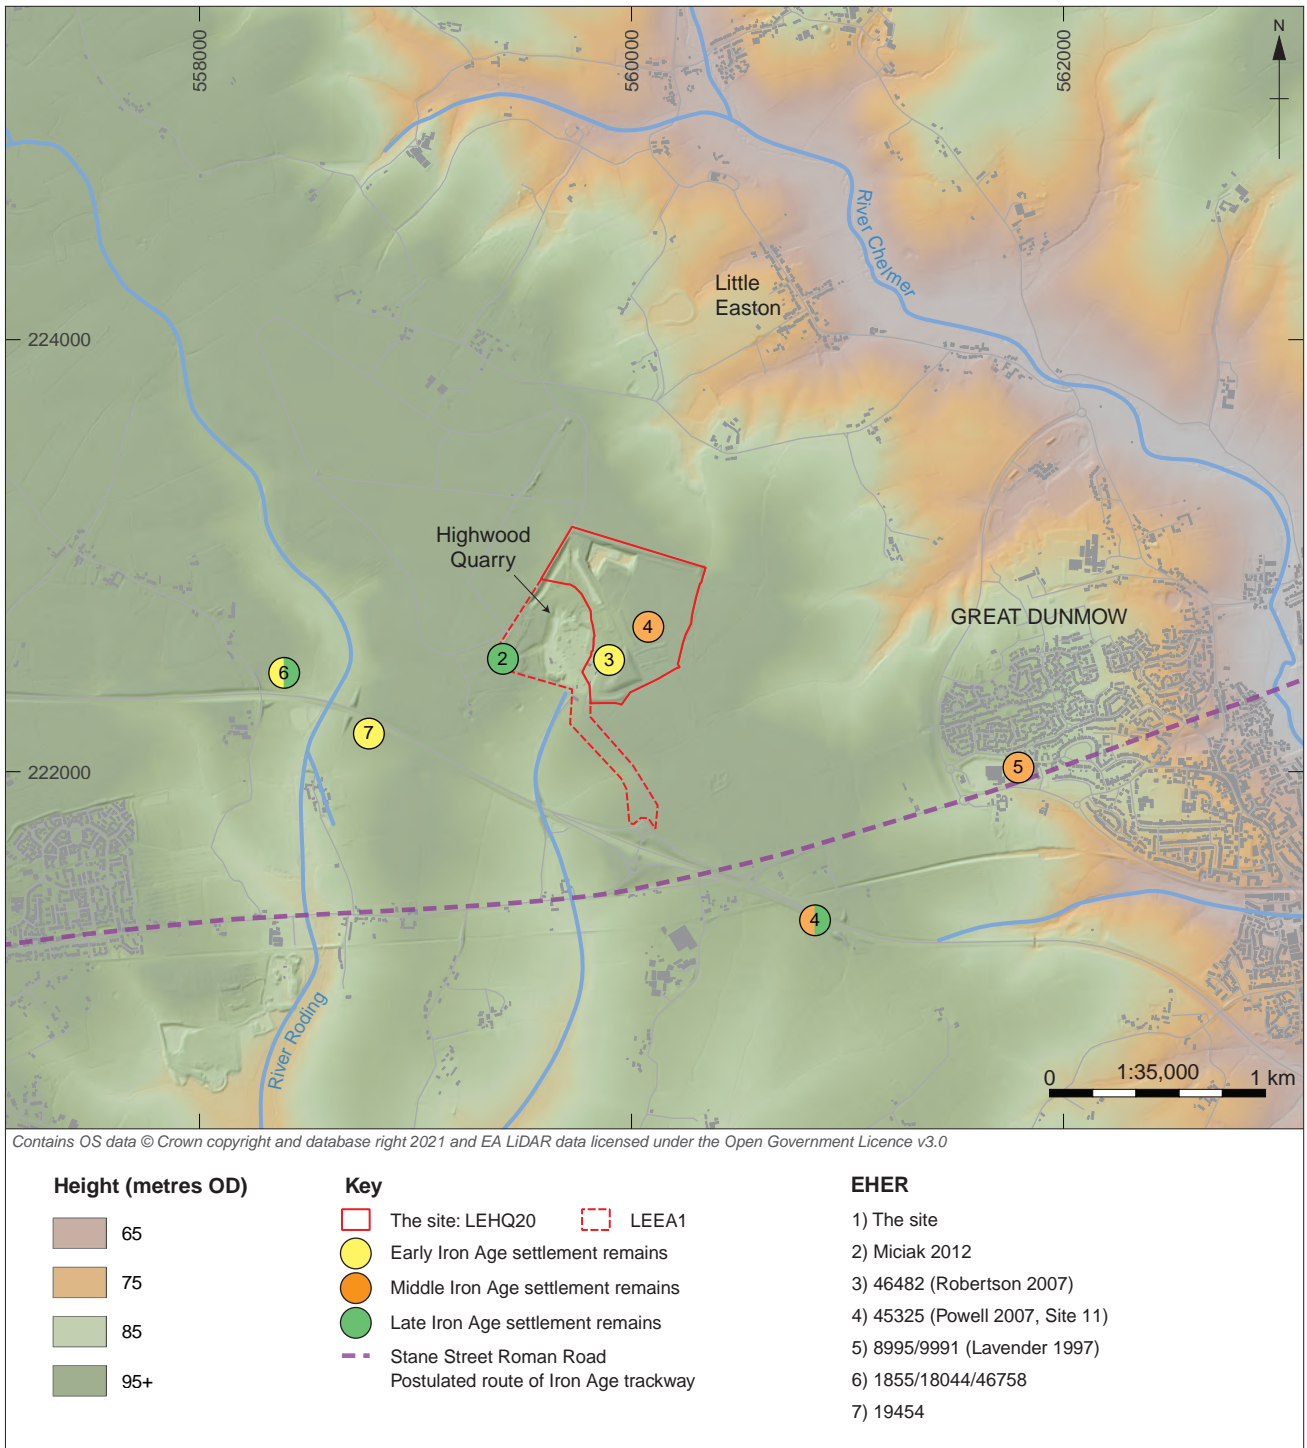 558000
560000
562000
N
River Chelmer
Little
Easton
224000
Highwood
Quarry
GREAT DUNMOW
4
2
3
6
7
5
222000
4
River Roding
0
1:35,000
1 km
Contains OS data © Crown copyright and database right 2021 and EA LiDAR data licensed under the Open Government Licence v3.0
Height (metres OD)
65
75
85
95+
Key
The site: LEHQ20
LEEA1
Early Iron Age settlement remains
Middle Iron Age settlement remains
Late Iron Age settlement remains
Stane Street Roman Road
Postulated route of Iron Age trackway
EHER
1) The site
2) Miciak 2012
3) 46482 (Robertson 2007)
4) 45325 (Powell 2007, Site 11)
5) 8995/9991 (Lavender 1997)
6) 1855/18044/46758
7) 19454